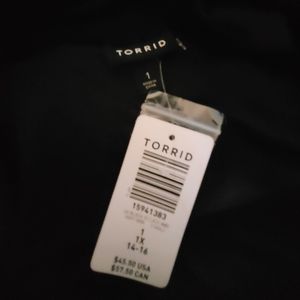 TORRID
1
TORRID
15941383
1
1X
14-16
$45.50 USA
$57.50 CAN